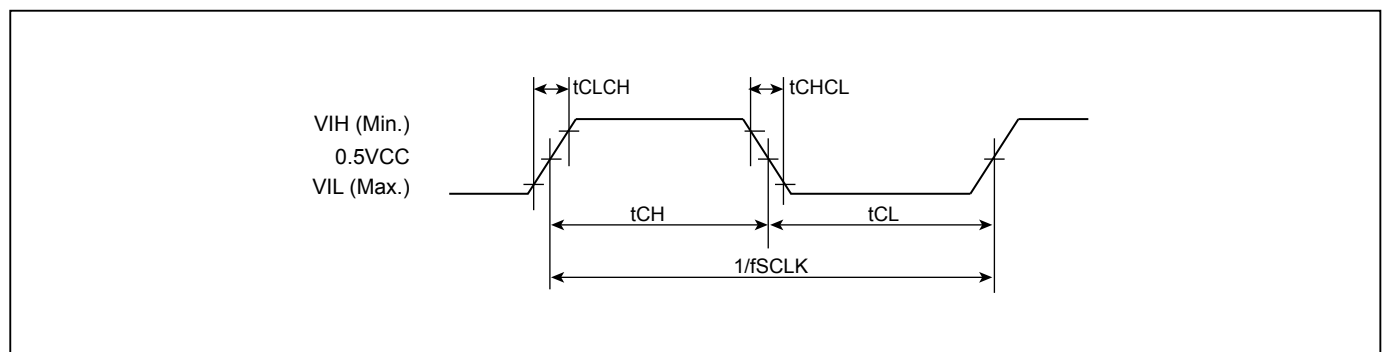 tCLCH
tCHCL
VIH (Min.)
0.5VCC
VIL (Max.)
tCH
tCL
1/fSCLK